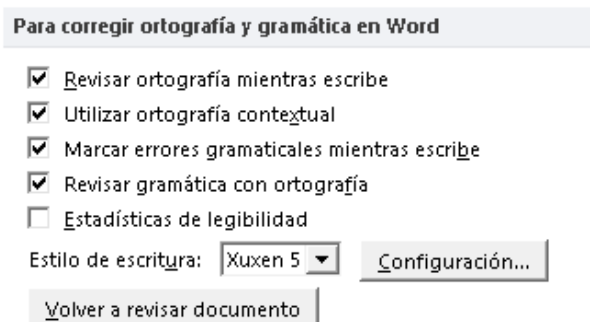 Para corregir ortografía y gramática en Word
Revisar ortografía mientras escribe
Utilizar ortografía contextual
Marcar errores gramaticales mientras escribe
Revisar gramática con ortografía
Estadísticas de legibilidad
Estilo de escritura: Xuxen 5 Configuración...
Volver a revisar documento